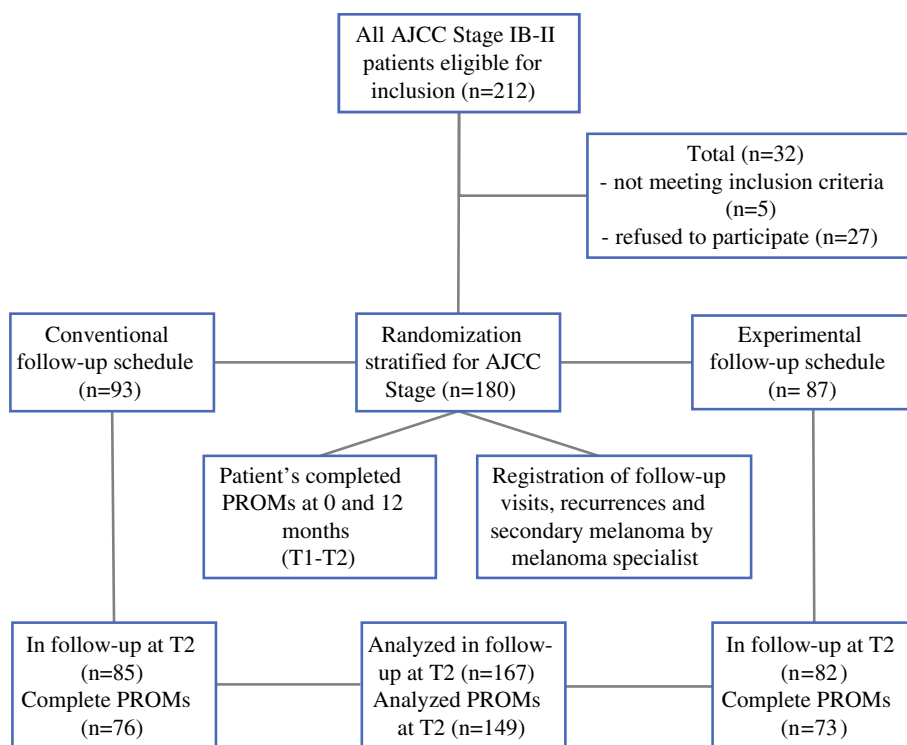 All AJCC Stage IB-II
patients eligible for
inclusion (n=212)
Total (n=32)
- not meeting inclusion criteria
(n=5)
- refused to participate (n=27)
Conventional
follow-up schedule
(n=93)
Randomization
stratified for AJCC
Stage (n=180)
Experimental
follow-up schedule
(n= 87)
Patient’s completed
PROMs at 0 and 12
months
(T1-T2)
Registration of follow-up
visits, recurrences and
secondary melanoma by
melanoma specialist
In follow-up at T2
(n=85)
Complete PROMs
(n=76)
Analyzed in follow-
up at T2 (n=167)
Analyzed PROMs
at T2 (n=149)
In follow-up at T2
(n=82)
Complete PROMs
(n=73)